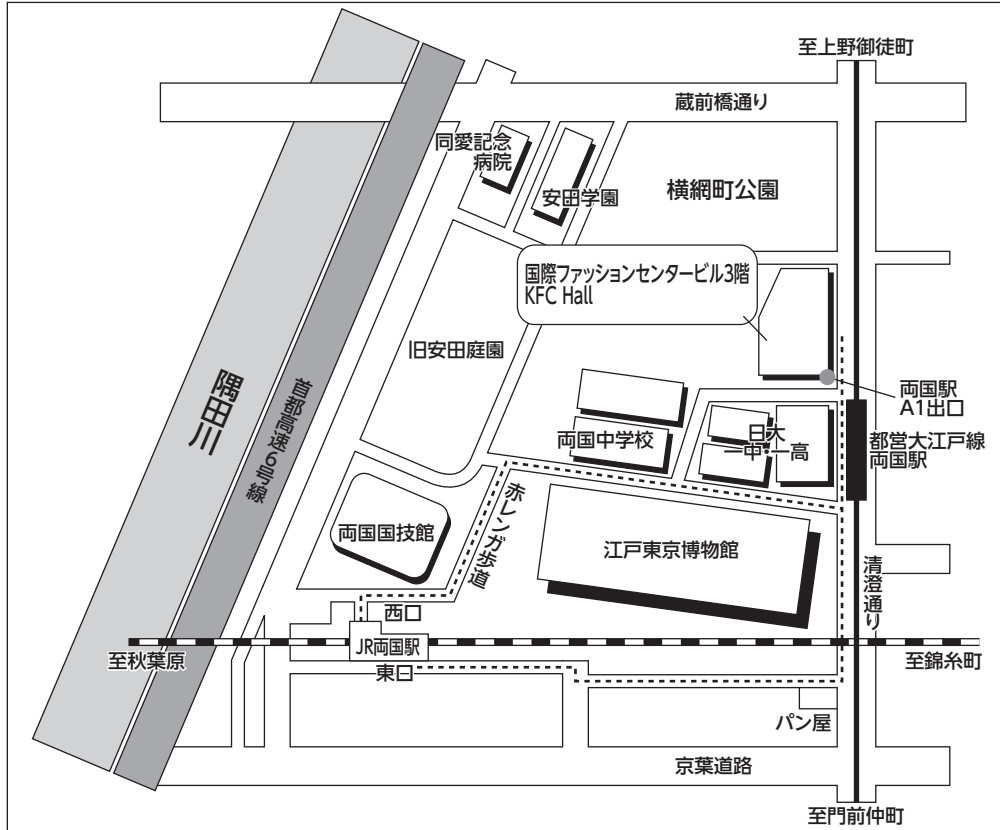 至上野御徒町
蔵前橋通り
同愛記念
病院
安田学園
横網町公園
国際ファッションセンタービル3階
KFC Hall
旧安田庭園
隅田川
首都高速6号線
両国駅
A1出口
両国中学校
日大
一中・一高
都営大江戸線
両国駅
両国国技館
赤レンガ歩道
江戸東京博物館
清澄通り
西口
JR両国駅
至秋葉原
至錦糸町
東口
パン屋
京葉道路
至門前仲町